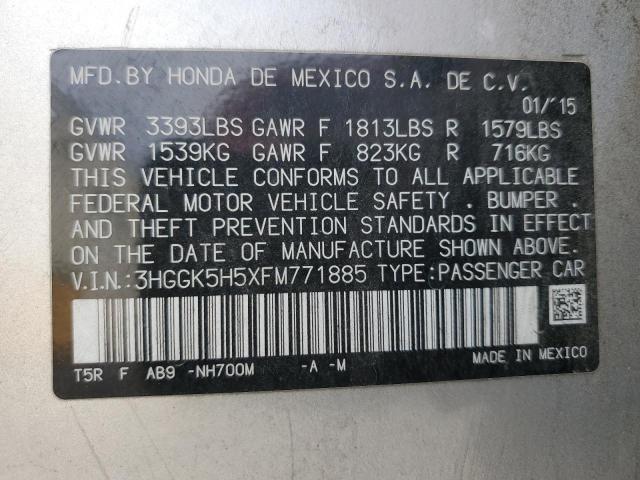 MFD.BY HONDA DE MEXICO S.A. DE C.V.
01/'15
GVWR 3393LBS GAWR F 1813LBS R 1579LBS
GVWR 1539KG GAWR F 823KG R 716KG
THIS VEHICLE CONFORMS TO ALL APPLICABLE
FEDERAL MOTOR VEHICLE SAFETY . BUMPER .
AND THEFT PREVENTION STANDARDS IN EFFECT
ON THE DATE OF MANUFACTURE SHOWN ABOVE.
V.I.N.:3HGGK5H5XFM771885 TYPE:PASSENGER CAR
T5R F AB9 -NH700M -A -M
MADE IN MEXICO